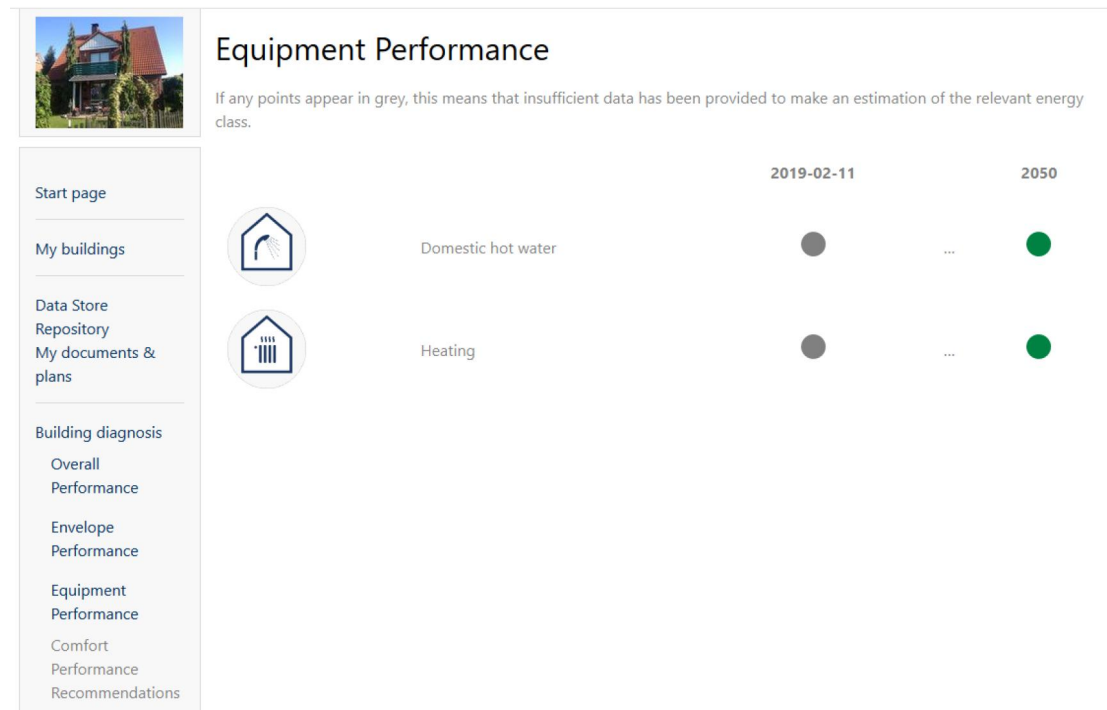 Equipment Performance
If any points appear in grey, this means that insufficient data has been provided to make an estimation of the relevant energy
class.
2019-02-11 2050
Domestic hot water ...
Heating ...
Start page
My buildings
Data Store
Repository
My documents &
plans
Building diagnosis
Overall
Performance
Envelope
Performance
Equipment
Performance
Comfort
Performance
Recommendations